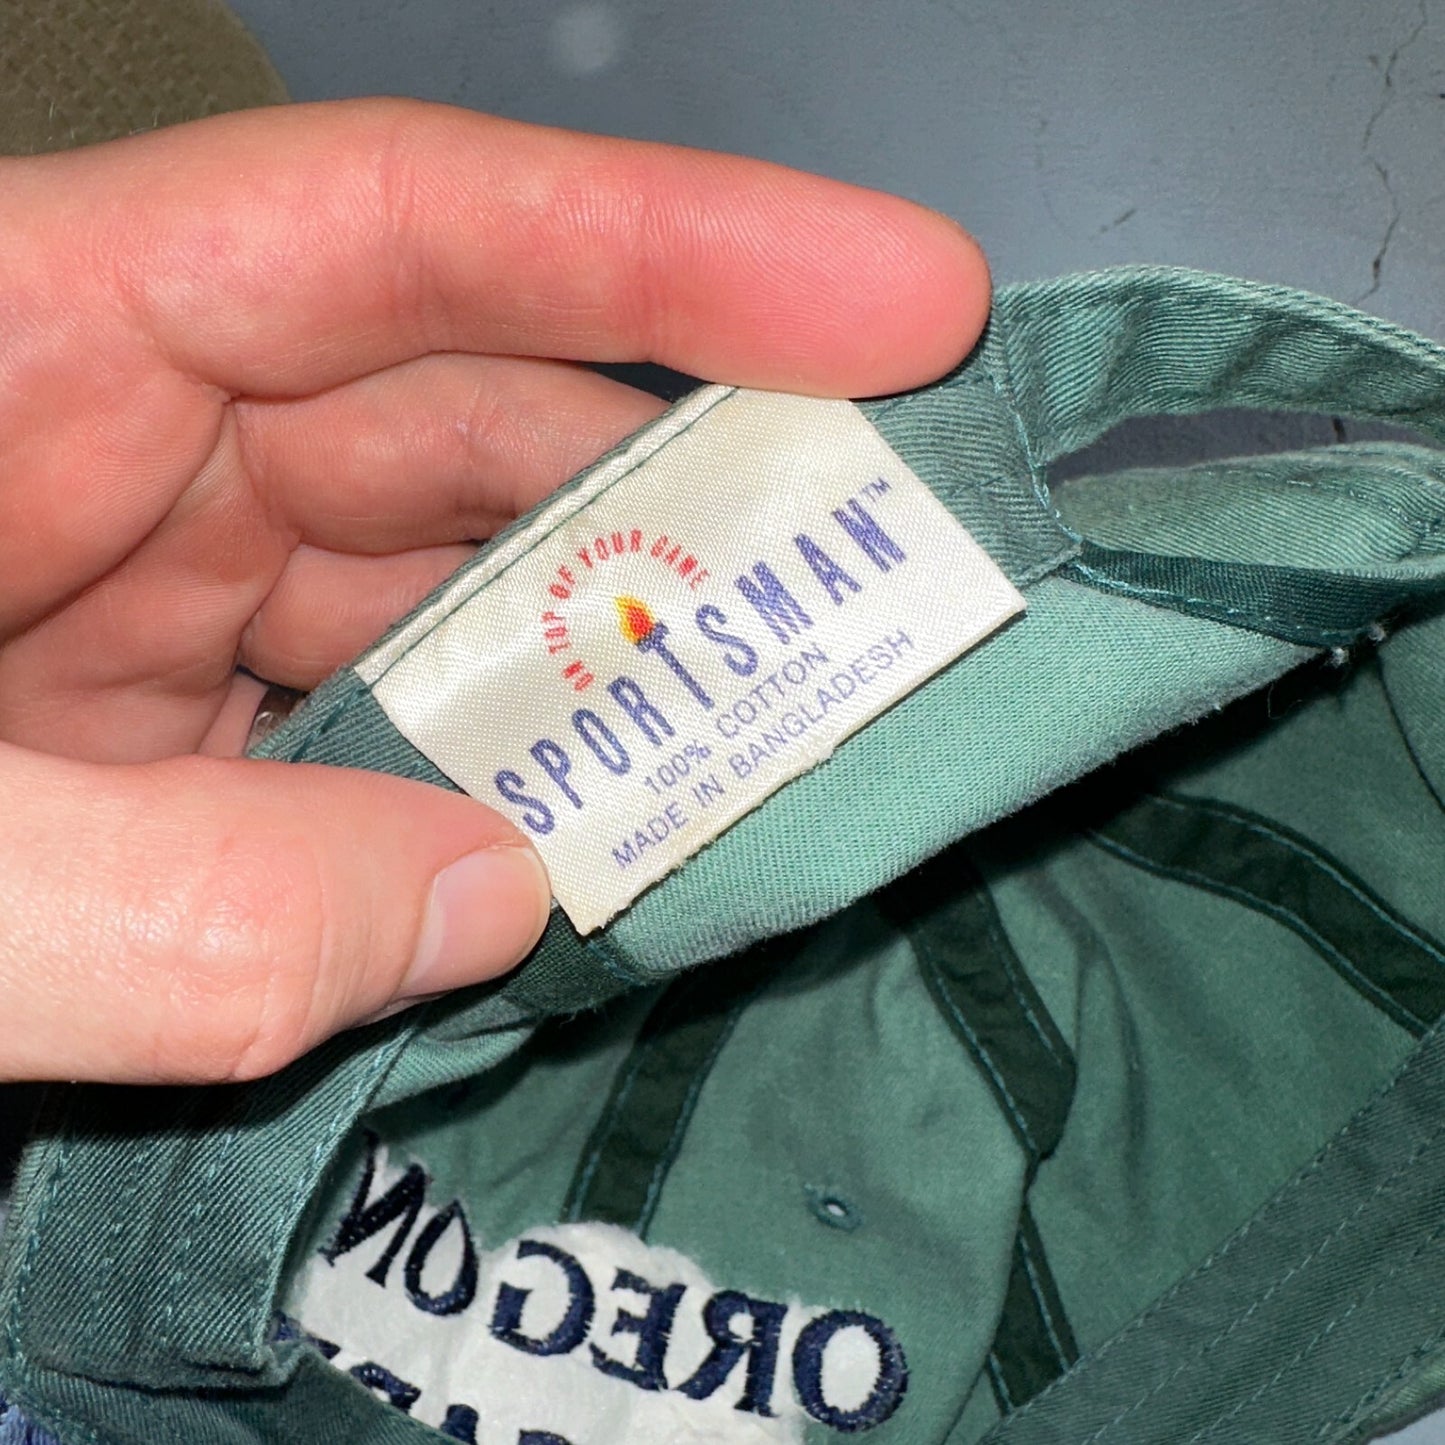 ON TOP OF YOUR GAME
SPORTSMAN™
100% COTTON
MADE IN BANGLADESH
OREGON